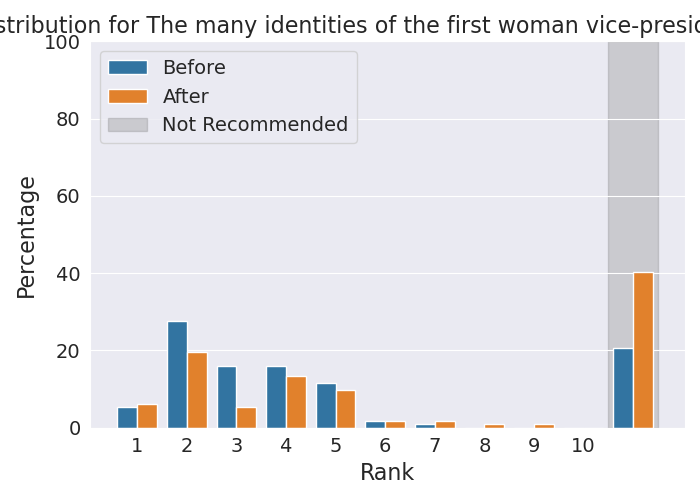 stribution for The many identities of the first woman vice-presid
Before
After
Not Recommended
Percentage
100
80
60
40
20
0
1 2 3 4 5 6 7 8 9 10
Rank